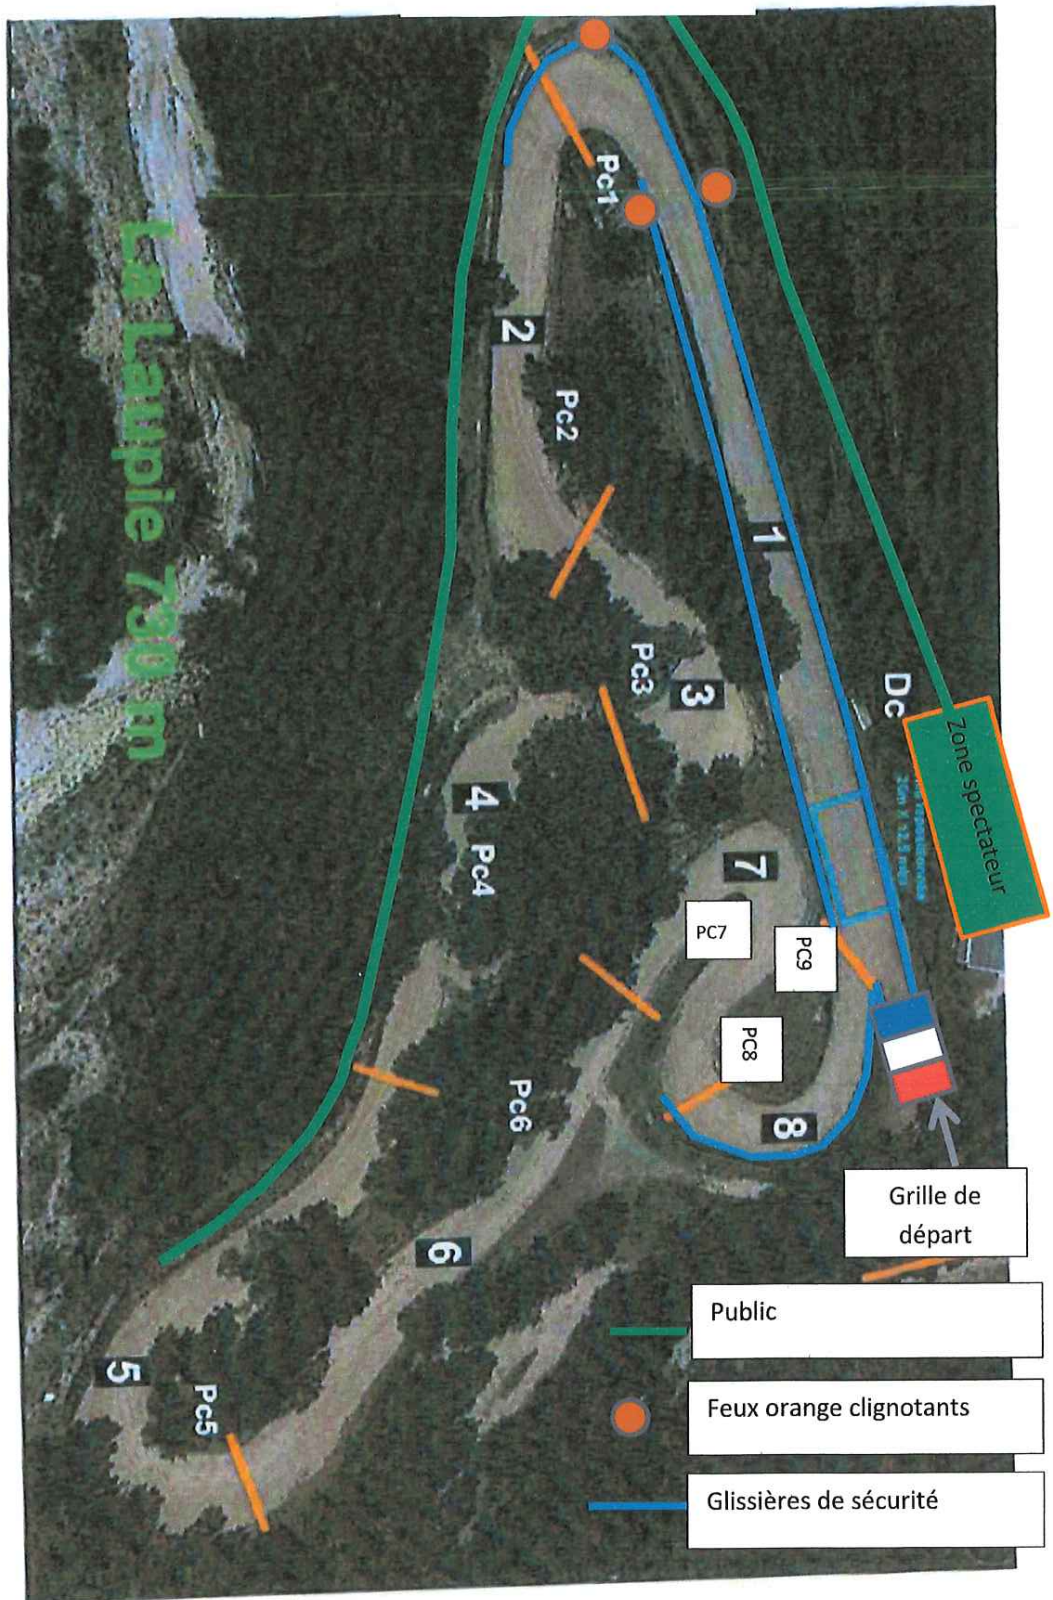 Pc1
2
Pc2
1
Dc
Zone spectateur
Pc3
3
4
Pc4
7
PC7
PC9
PC8
8
Pc6
6
5
Pc5
La Laupie 730 m
Grille de
départ
Public
Feux orange clignotants
Glissières de sécurité